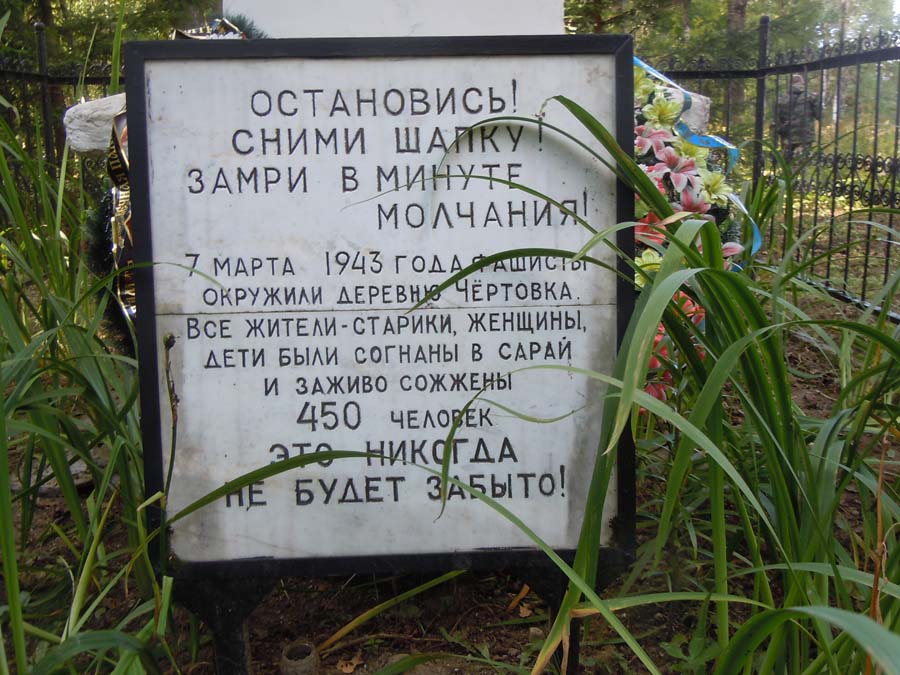 ОСТАНОВИСЬ!
СНИМИ ШАПКУ!
ЗАМРИ В МИНУТЕ
МОЛЧАНИЯ!
7 МАРТА 1943 ГОДА ФАШИСТЫ
ОКРУЖИЛИ ДЕРЕВНЮ ЧЁРТОВКА.
ВСЕ ЖИТЕЛИ-СТАРИКИ, ЖЕНЩИНЫ,
ДЕТИ БЫЛИ СОГНАНЫ В САРАЙ
И ЗАЖИВО СОЖЖЕНЫ
450 ЧЕЛОВЕК
ЭТО НИКОГДА
НЕ БУДЕТ ЗАБЫТО!